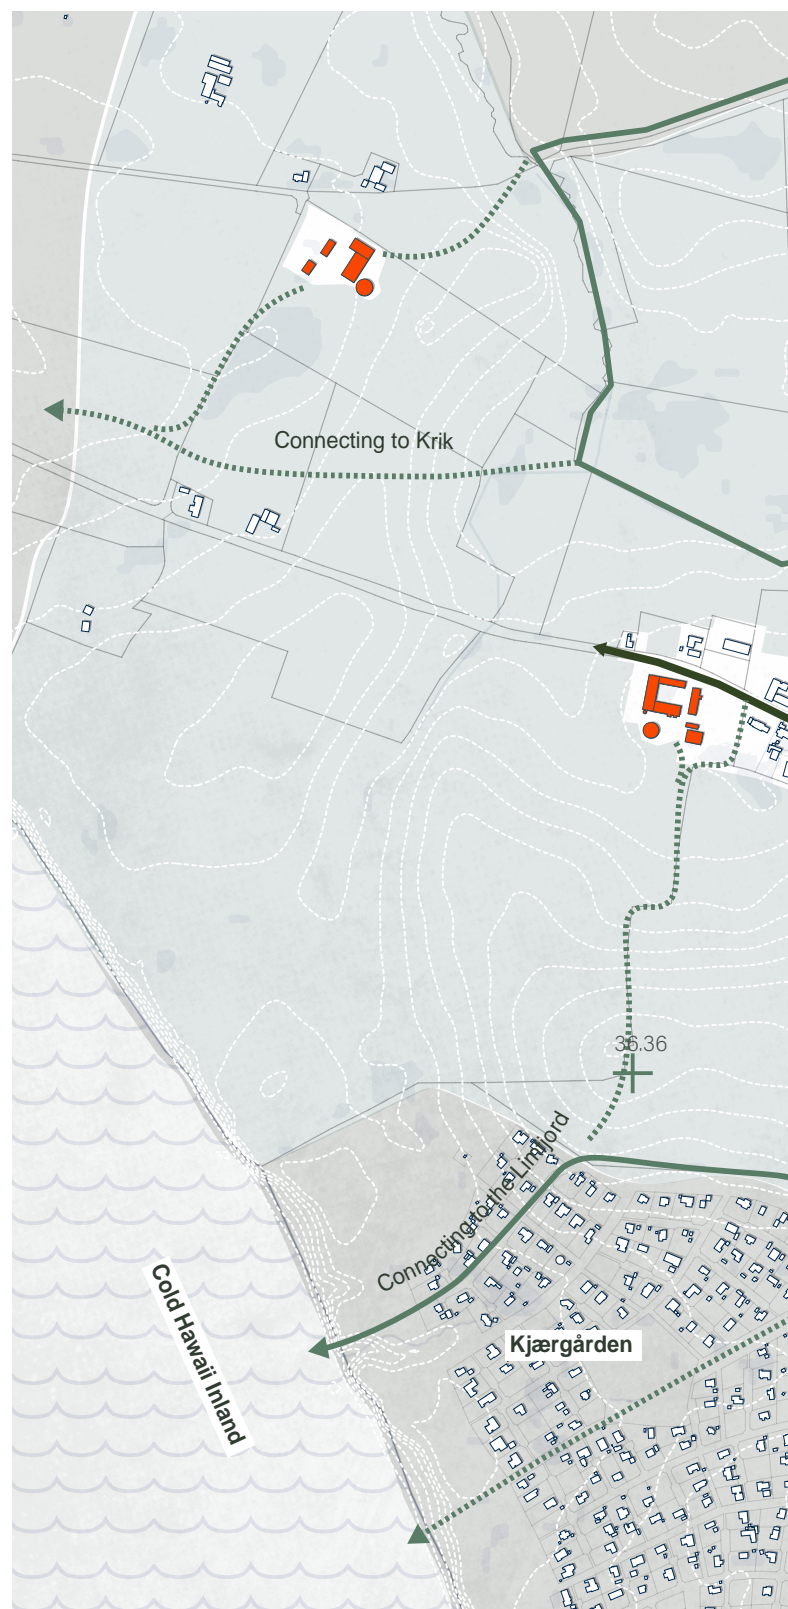 Connecting to Krik
36.36
Connecting to the Limfjord
Cold Hawaii Inland
Kjærgården